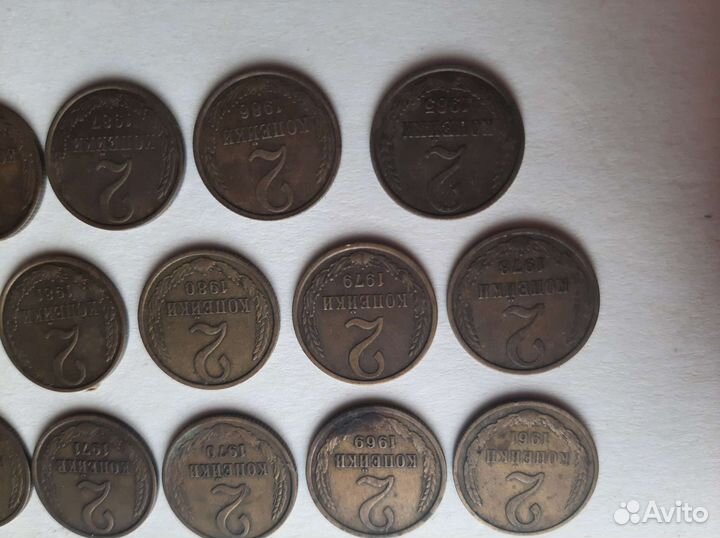 2 КОПЕЙКИ 1987
2 КОПЕЙКИ 1986
2 КОПЕЙКИ 1985
2 КОПЕЙКИ 1981
2 КОПЕЙКИ 1980
2 КОПЕЙКИ 1979
2 КОПЕЙКИ 1978
2 КОПЕЙКИ 1971
2 КОПЕЙКИ 1970
2 КОПЕЙКИ 1969
2 КОПЕЙКИ 1961
Avito